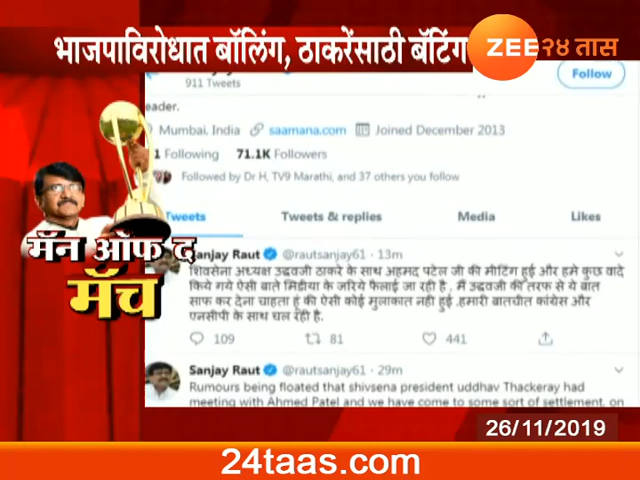 भाजपाविरोधात बॉलिंग, ठाकरेंसाठी बॅटिंग
ZEE २४ तास
911 Tweets
Follow
eader.
Mumbai, India saamana.com Joined December 2013
1 Following 71.1K Followers
Followed by Dr H, TV9 Marathi, and 37 others you follow
Tweets Tweets & replies Media Likes
मॅन ऑफ द
मॅच
Sanjay Raut @rautsanjay61 · 13m
शिवसेना अध्यक्ष उद्धवजी ठाकरे के साथ अहमद पटेल जी की मीटिंग हुई और हमे कुछ वादे
किये गये ऐसी बाते मिडीया के जरिये फैलाई जा रही है , मैं उद्धवजी की तरफ से ये बात
साफ कर देना चाहता हूं की ऐसी कोई मुलाकात नही हुई .हमारी बातचीत कांग्रेस और
एनसीपी के साथ चल रही है.
109 81 441
Sanjay Raut @rautsanjay61 · 29m
Rumours being floated that shivsena president uddhav Thackeray had
meeting with Ahmed Patel and we have come to some sort of settlement, on
26/11/2019
24taas.com